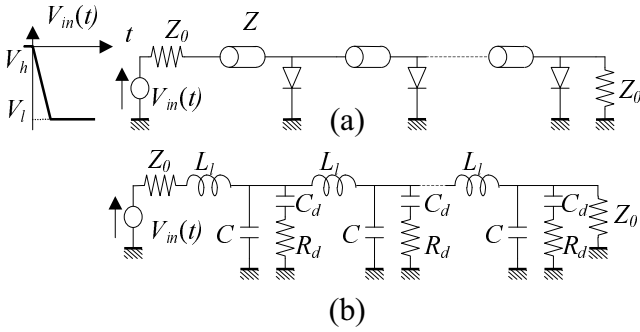 V_in(t)
t
V_h
V_l
Z_0
Z
V_in(t)
Z_0
(a)
Z_0
L_l
L_l
L_l
V_in(t)
C
C_d
R_d
C
C_d
R_d
C
C_d
R_d
Z_0
(b)